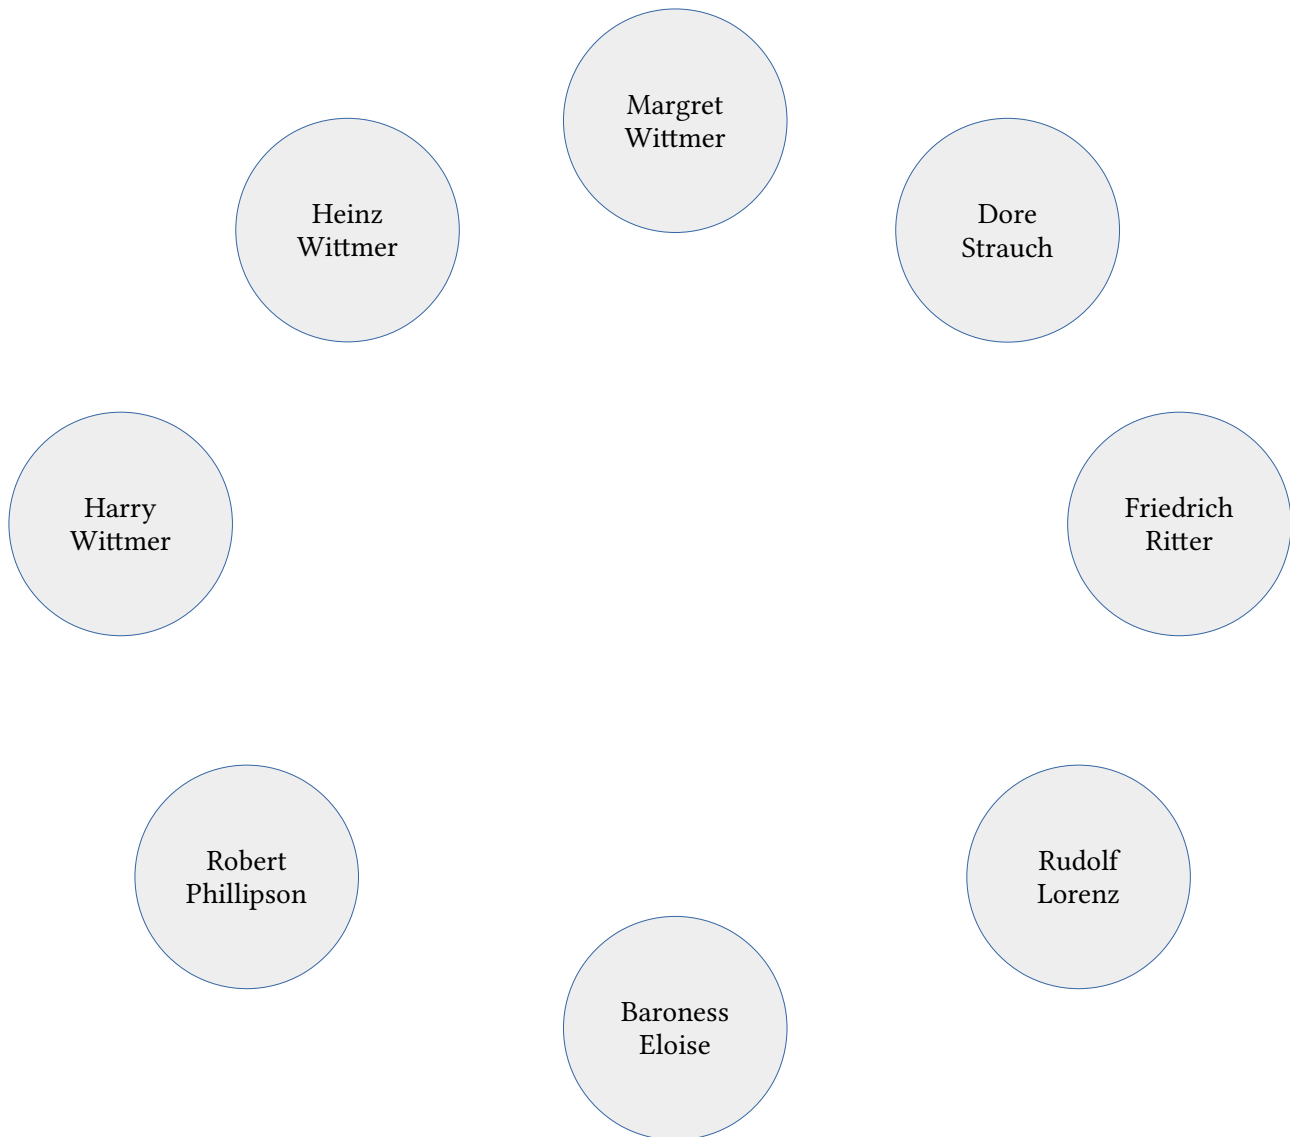 Margret
Wittmer
Heinz
Wittmer
Dore
Strauch
Harry
Wittmer
Friedrich
Ritter
Robert
Phillipson
Rudolf
Lorenz
Baroness
Eloise